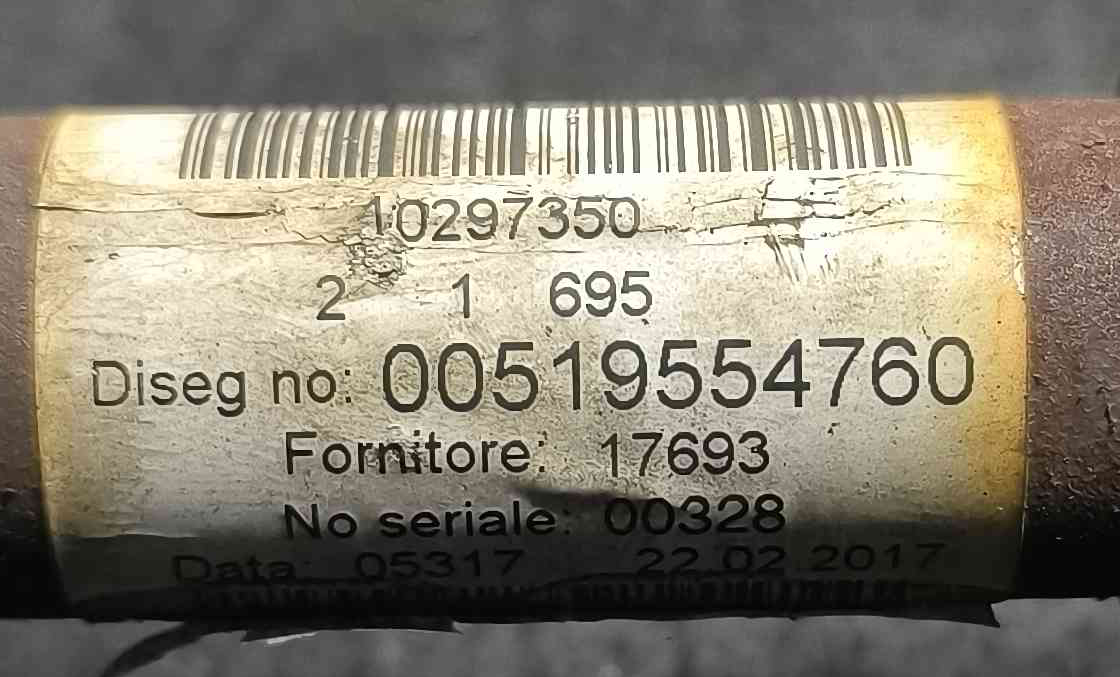 10297350
2 1 695
Diseg no: 00519554760
Fornitore: 17693
No seriale: 00328
Data: 05317 22.02.2017